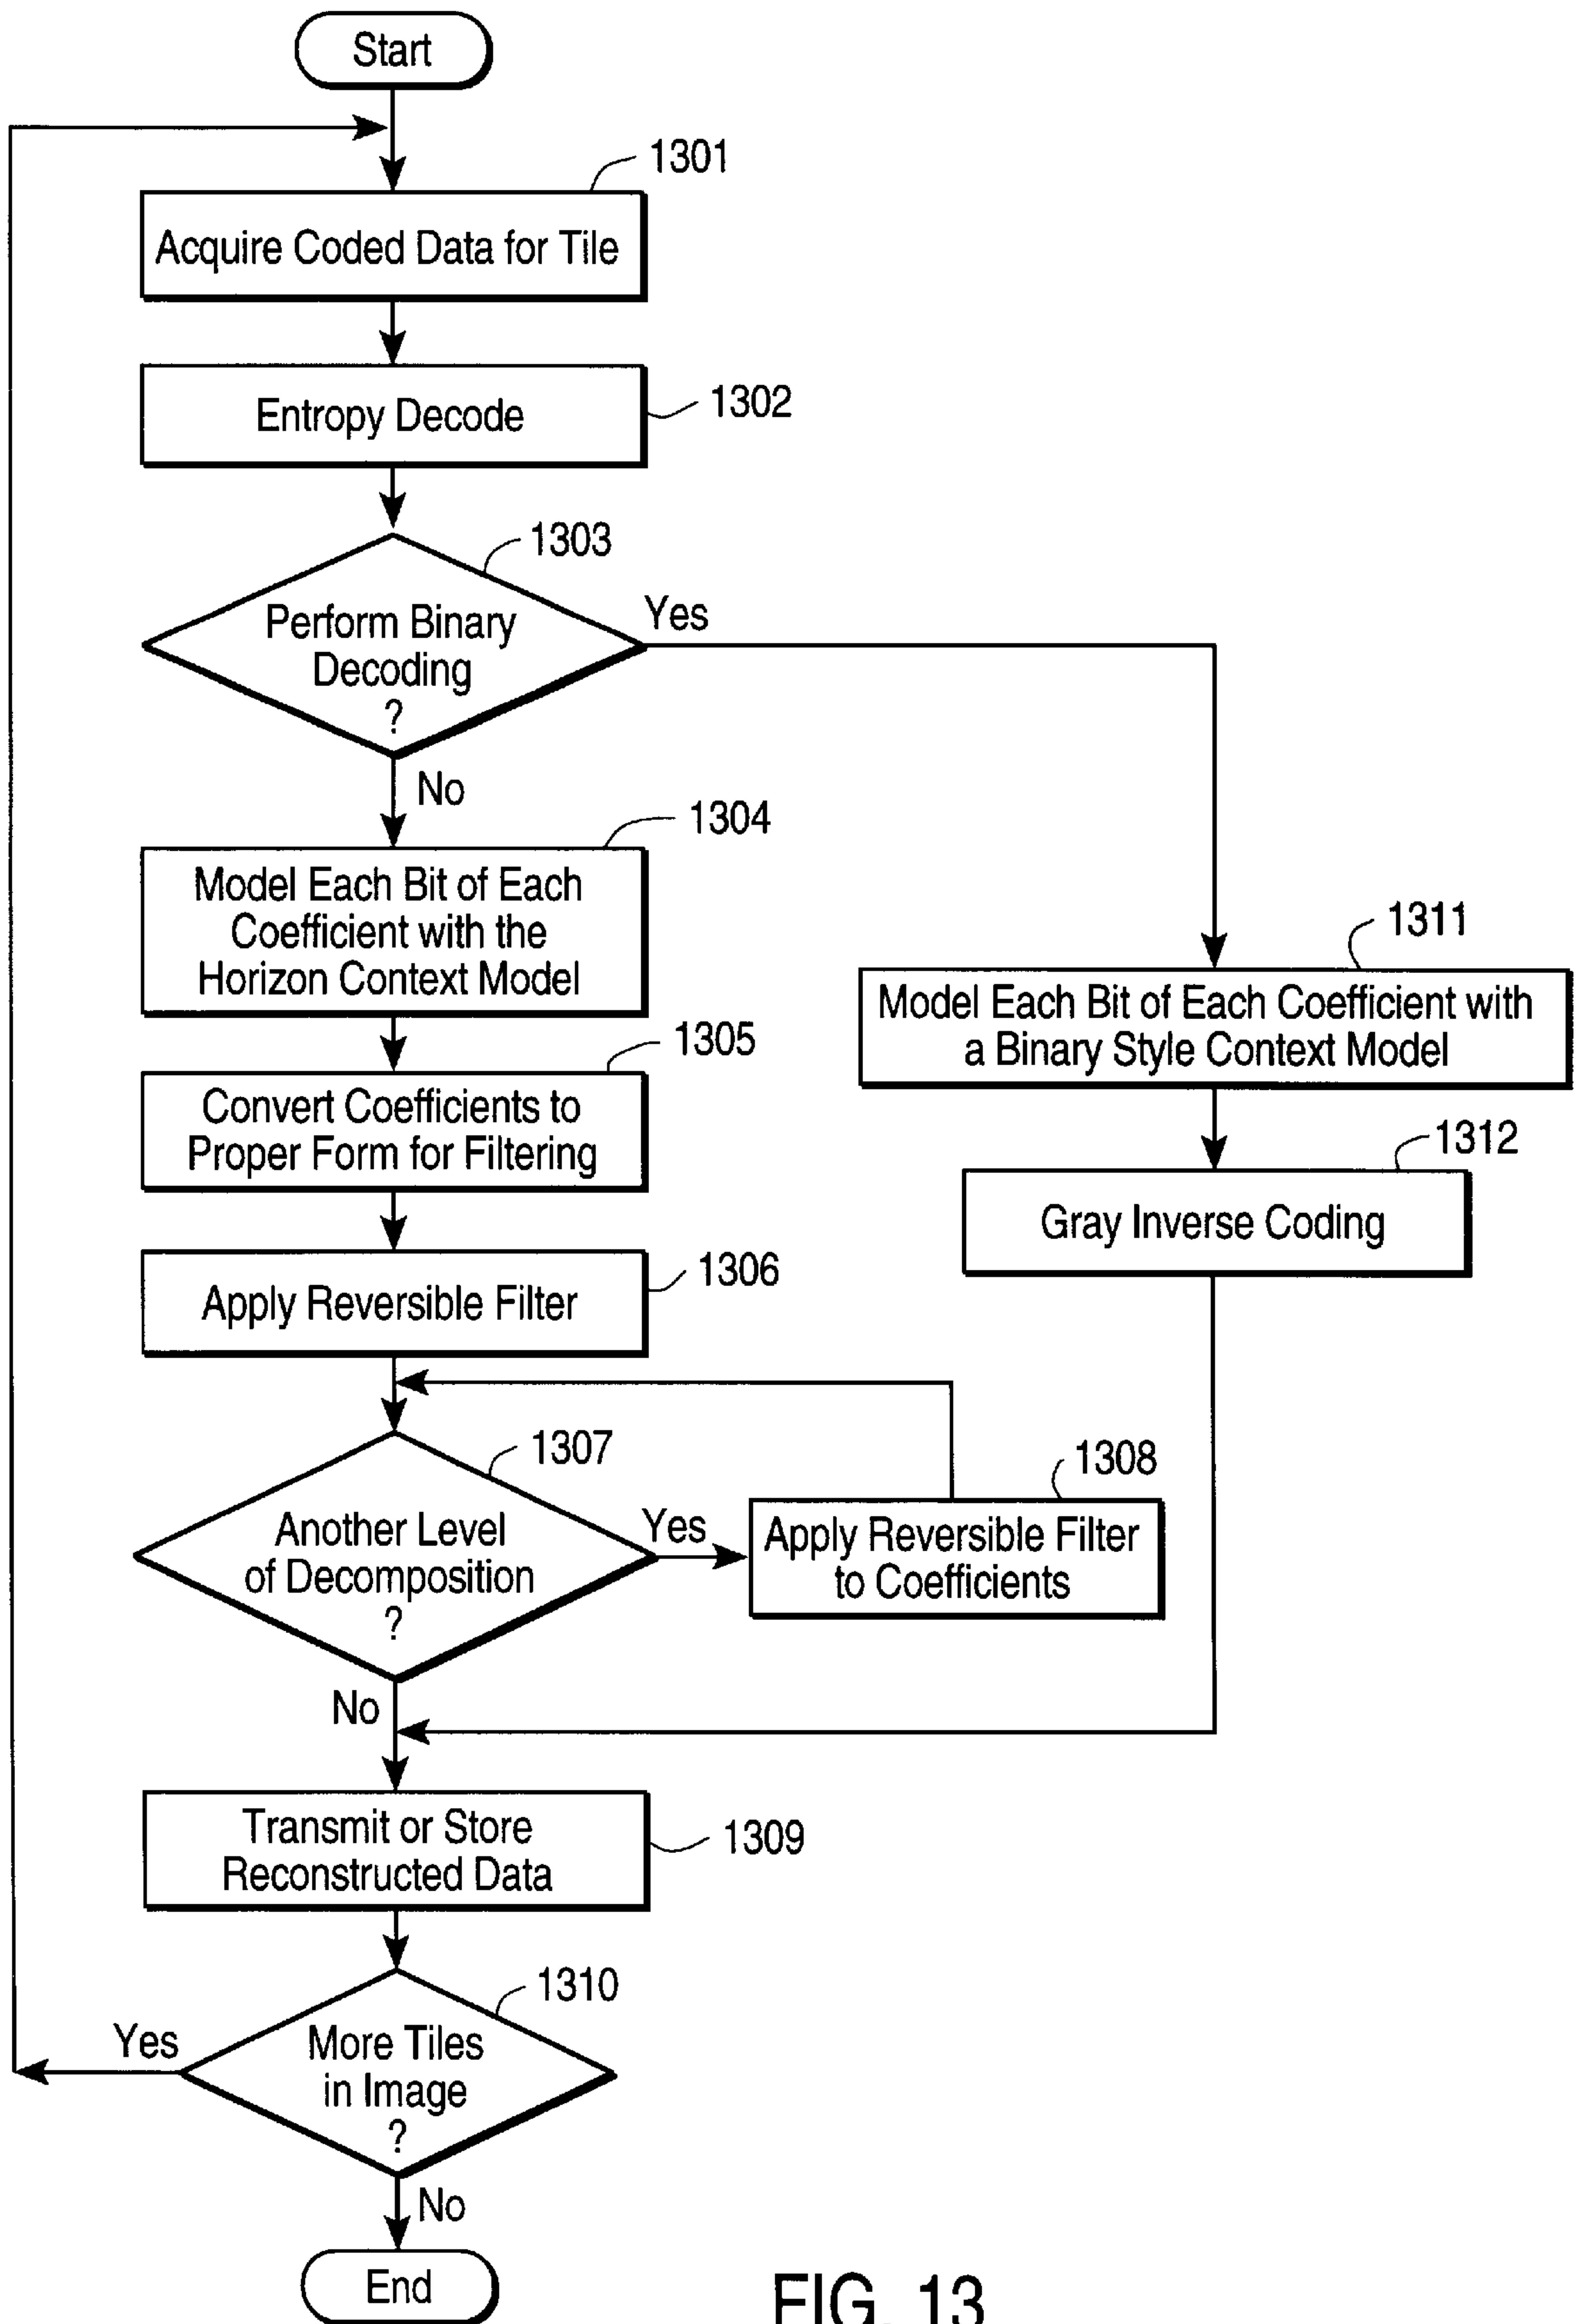 Start
1301
Acquire Coded Data for Tile
Entropy Decode
1302
1303
Perform Binary
Decoding
?
Yes
No
1304
Model Each Bit of Each
Coefficient with the
Horizon Context Model
1311
Model Each Bit of Each Coefficient with
a Binary Style Context Model
1305
Convert Coefficients to
Proper Form for Filtering
1312
Gray Inverse Coding
1306
Apply Reversible Filter
1307
Another Level
of Decomposition
?
Yes
1308
Apply Reversible Filter
to Coefficients
No
Transmit or Store
Reconstructed Data
1309
1310
More Tiles
in Image
?
Yes
No
End
FIG. 13